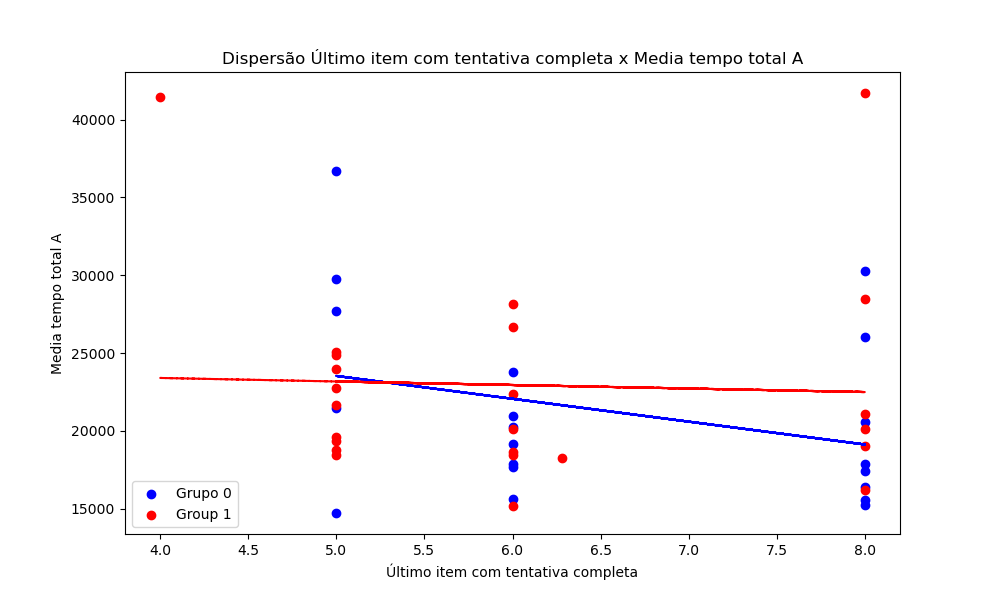 Dispersão Último item com tentativa completa x Media tempo total A
Media tempo total A
40000
35000
30000
25000
20000
15000
Grupo 0
Group 1
4.0 4.5 5.0 5.5 6.0 6.5 7.0 7.5 8.0
Último item com tentativa completa